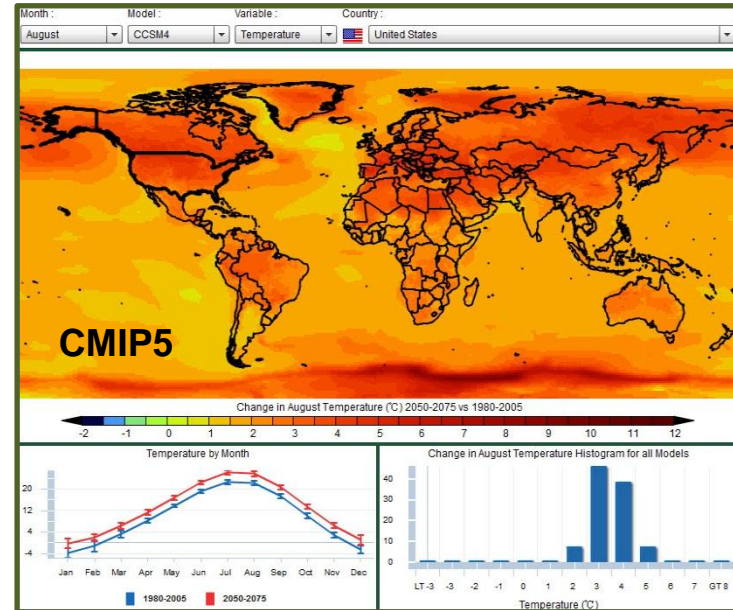 Month : Model : Variable : Country :
August CCSM4 Temperature United States
CMIP5
Change in August Temperature (℃) 2050-2075 vs 1980-2005
-2 -1 0 1 2 3 4 5 6 7 8 9 10 11 12
Temperature by Month
20
12
4
-4
Jan Feb Mar Apr May Jun Jul Aug Sep Oct Nov Dec
1980-2005 2050-2075
Change in August Temperature Histogram for all Models
40
30
20
10
0
LT -3 -3 -2 -1 0 1 2 3 4 5 6 7 GT 8
Temperature (℃)